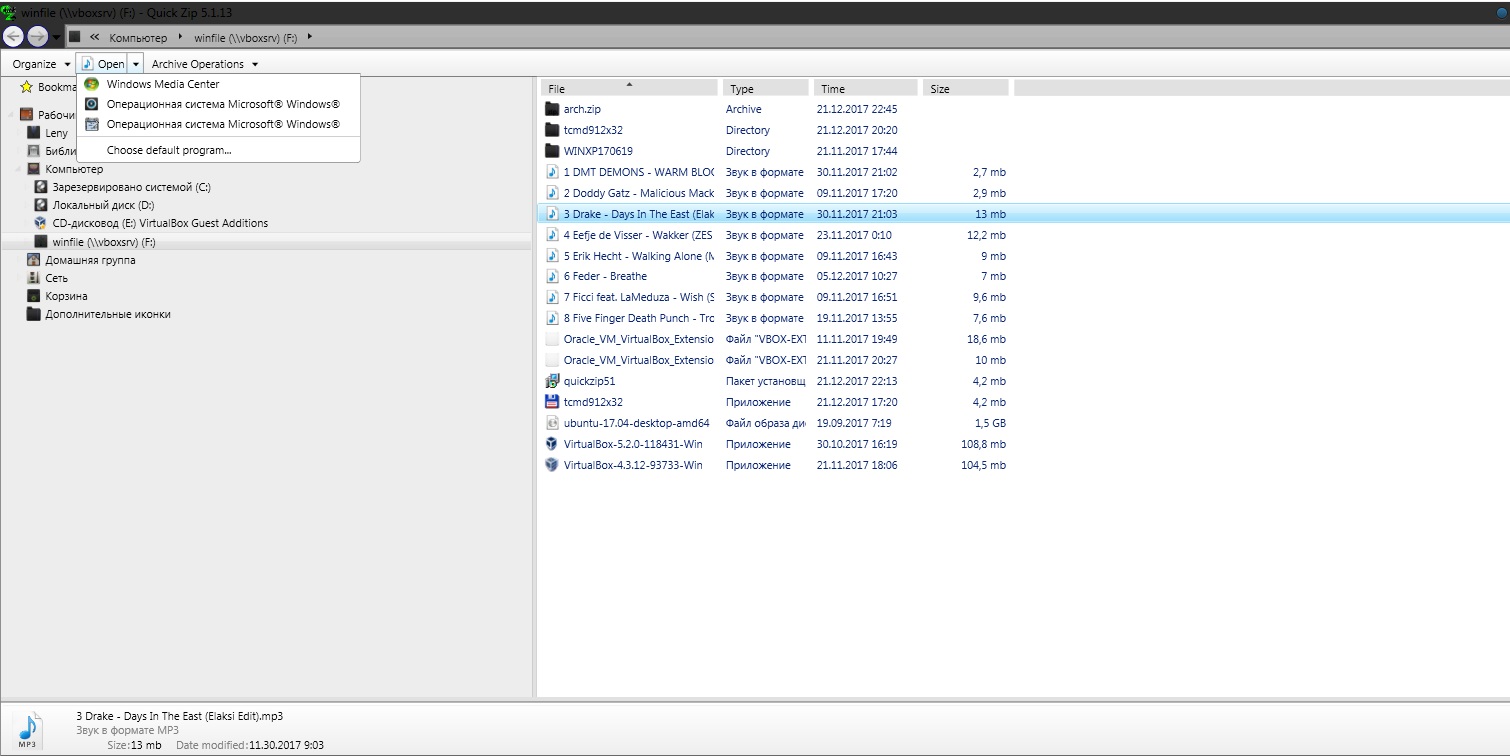 winfile (\\vboxsrv) (F:) - Quick Zip 5.1.13
« Компьютер winfile (\\vboxsrv) (F:)
Organize Open Archive Operations
Windows Media Center
Операционная система Microsoft® Windows®
Операционная система Microsoft® Windows®
Choose default program...
Bookma
Рабочи
Leny
Библи
Компьютер
Зарезервировано системой (C:)
Локальный диск (D:)
CD-дисковод (E:) VirtualBox Guest Additions
winfile (\\vboxsrv) (F:)
Домашняя группа
Сеть
Корзина
Дополнительные иконки
File Type Time Size
arch.zip Archive 21.12.2017 22:45
tcmd912x32 Directory 21.12.2017 20:20
WINXP170619 Directory 21.11.2017 17:44
1 DMT DEMONS - WARM BLOC Звук в формате 30.11.2017 21:02 2,7 mb
2 Doddy Gatz - Malicious Mack Звук в формате 09.11.2017 17:20 2,9 mb
3 Drake - Days In The East (Elak Звук в формате 30.11.2017 21:03 13 mb
4 Eefje de Visser - Wakker (ZES Звук в формате 23.11.2017 0:10 12,2 mb
5 Erik Hecht - Walking Alone (M Звук в формате 09.11.2017 16:43 9 mb
6 Feder - Breathe Звук в формате 05.12.2017 10:27 7 mb
7 Ficci feat. LaMeduza - Wish (S Звук в формате 09.11.2017 16:51 9,6 mb
8 Five Finger Death Punch - Tro Звук в формате 19.11.2017 13:55 7,6 mb
Oracle_VM_VirtualBox_Extensio Файл "VBOX-EXT 11.11.2017 19:49 18,6 mb
Oracle_VM_VirtualBox_Extensio Файл "VBOX-EXT 21.11.2017 20:27 10 mb
quickzip51 Пакет установщ 21.12.2017 22:13 4,2 mb
tcmd912x32 Приложение 21.12.2017 17:20 4,2 mb
ubuntu-17.04-desktop-amd64 Файл образа ди 19.09.2017 7:19 1,5 GB
VirtualBox-5.2.0-118431-Win Приложение 30.10.2017 16:19 108,8 mb
VirtualBox-4.3.12-93733-Win Приложение 21.11.2017 18:06 104,5 mb
3 Drake - Days In The East (Elaksi Edit).mp3
Звук в формате MP3
Size:13 mb Date modified:11.30.2017 9:03
MP3